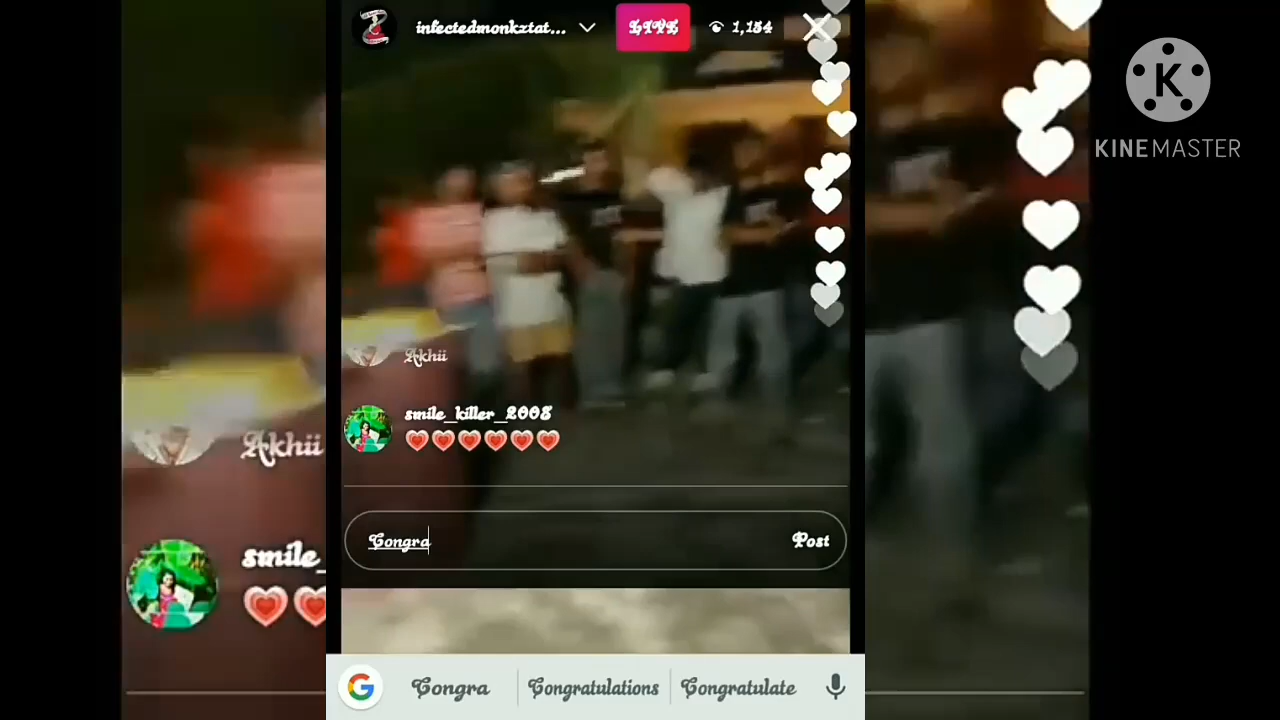 infectedmonkztat... LIVE 1,154
Akhii
smile_killer_2008
Congra Post
Congra Congratulations Congratulate
Akhii
smile_
K
KINEMASTER